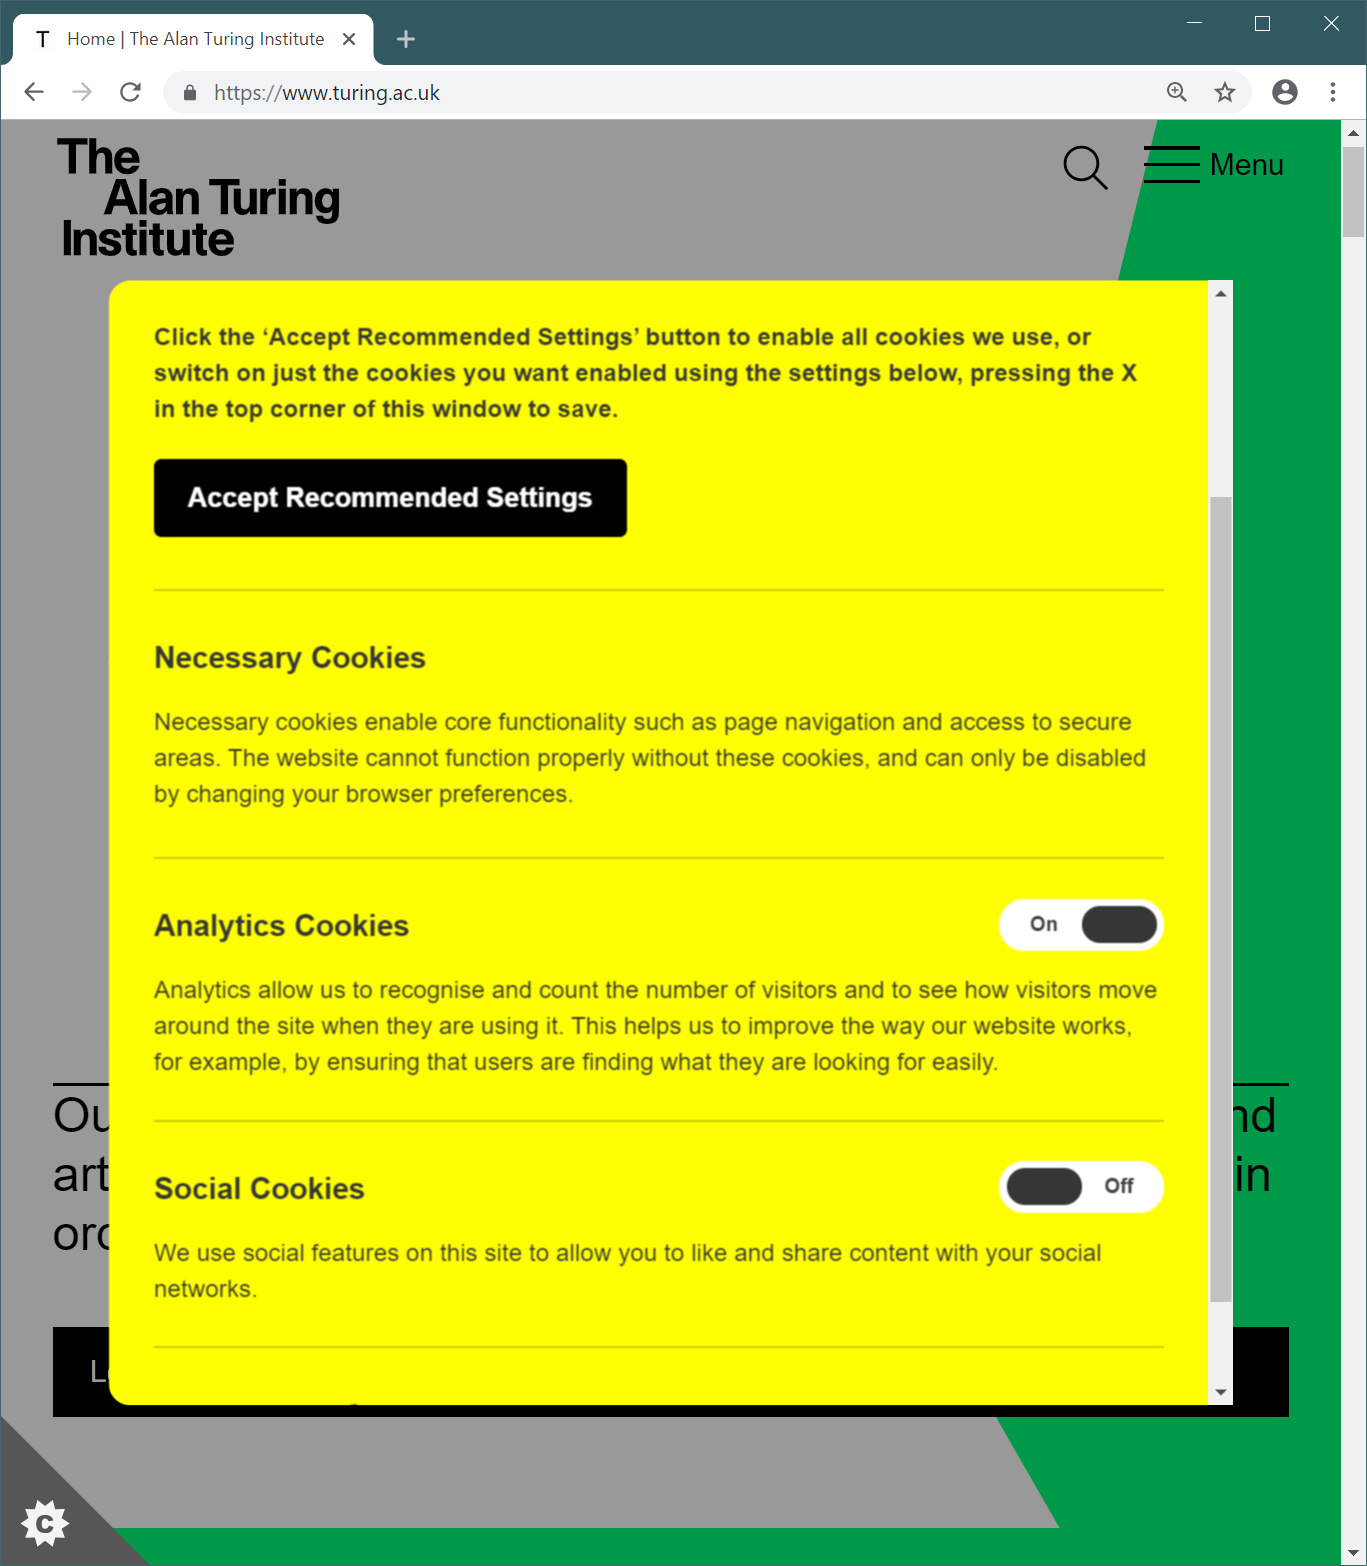 T Home | The Alan Turing Institute
https://www.turing.ac.uk
The
Alan Turing
Institute
Menu
Click the ‘Accept Recommended Settings’ button to enable all cookies we use, or
switch on just the cookies you want enabled using the settings below, pressing the X
in the top corner of this window to save.
Accept Recommended Settings
Necessary Cookies
Necessary cookies enable core functionality such as page navigation and access to secure
areas. The website cannot function properly without these cookies, and can only be disabled
by changing your browser preferences.
Analytics Cookies
On
Analytics allow us to recognise and count the number of visitors and to see how visitors move
around the site when they are using it. This helps us to improve the way our website works,
for example, by ensuring that users are finding what they are looking for easily.
Social Cookies
Off
We use social features on this site to allow you to like and share content with your social
networks.
in
C